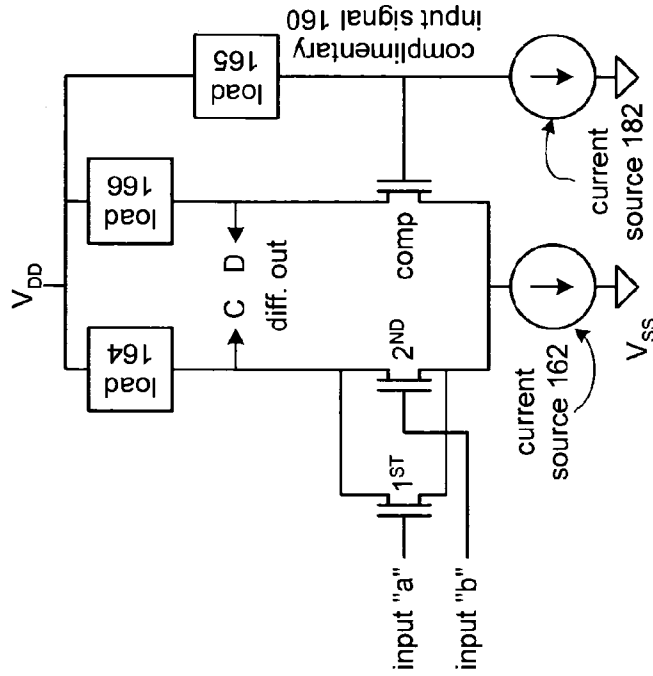 V_DD
load
164
load
166
load
165
C D
diff. out
complimentary
input signal 160
1ST
2ND
comp
input "a"
input "b"
current
source 162
V_SS
current
source 182